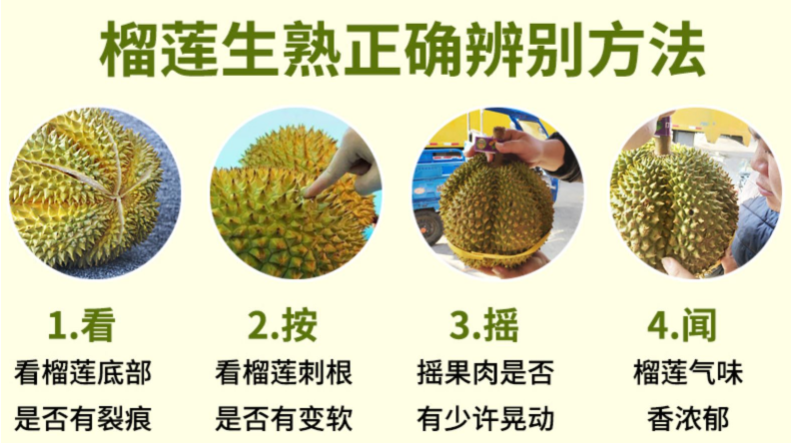 榴莲生熟正确辨别方法
1.看
看榴莲底部
是否有裂痕
2.按
看榴莲刺根
是否有变软
3.摇
摇果肉是否
有少许晃动
4.闻
榴莲气味
香浓郁